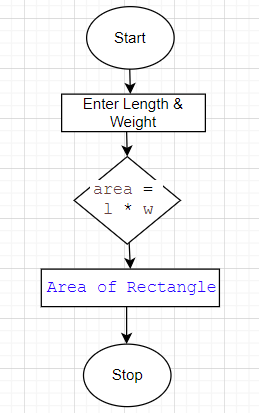 Start
Enter Length &
Weight
area =
l * w
Area of Rectangle
Stop